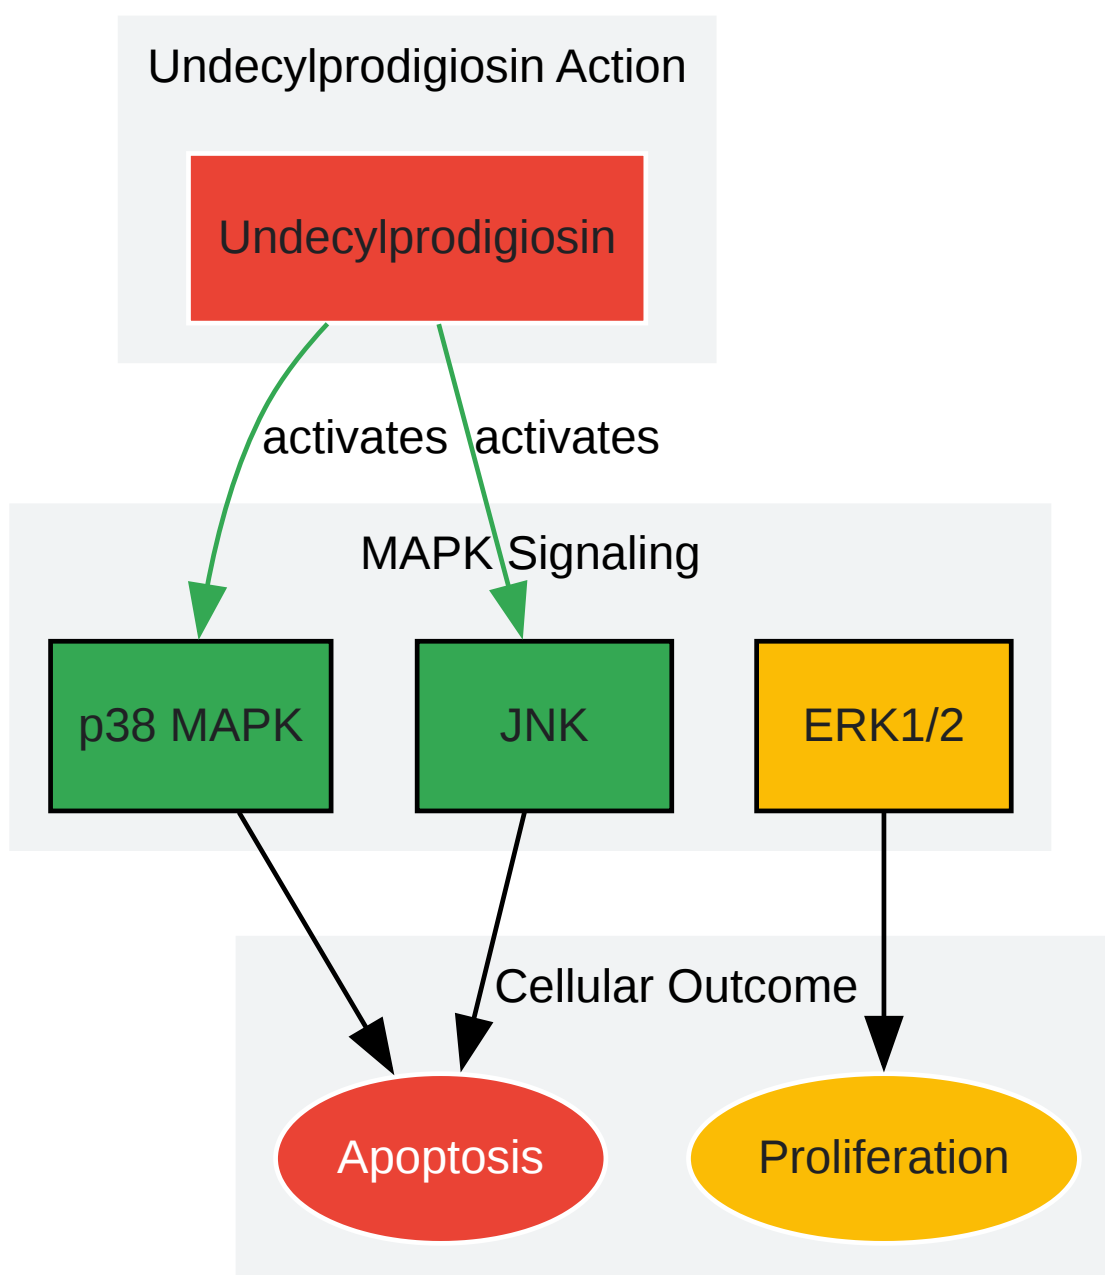 Undecylprodigiosin Action
Undecylprodigiosin
activates
activates
MAPK Signaling
p38 MAPK
JNK
ERK1/2
Cellular Outcome
Apoptosis
Proliferation